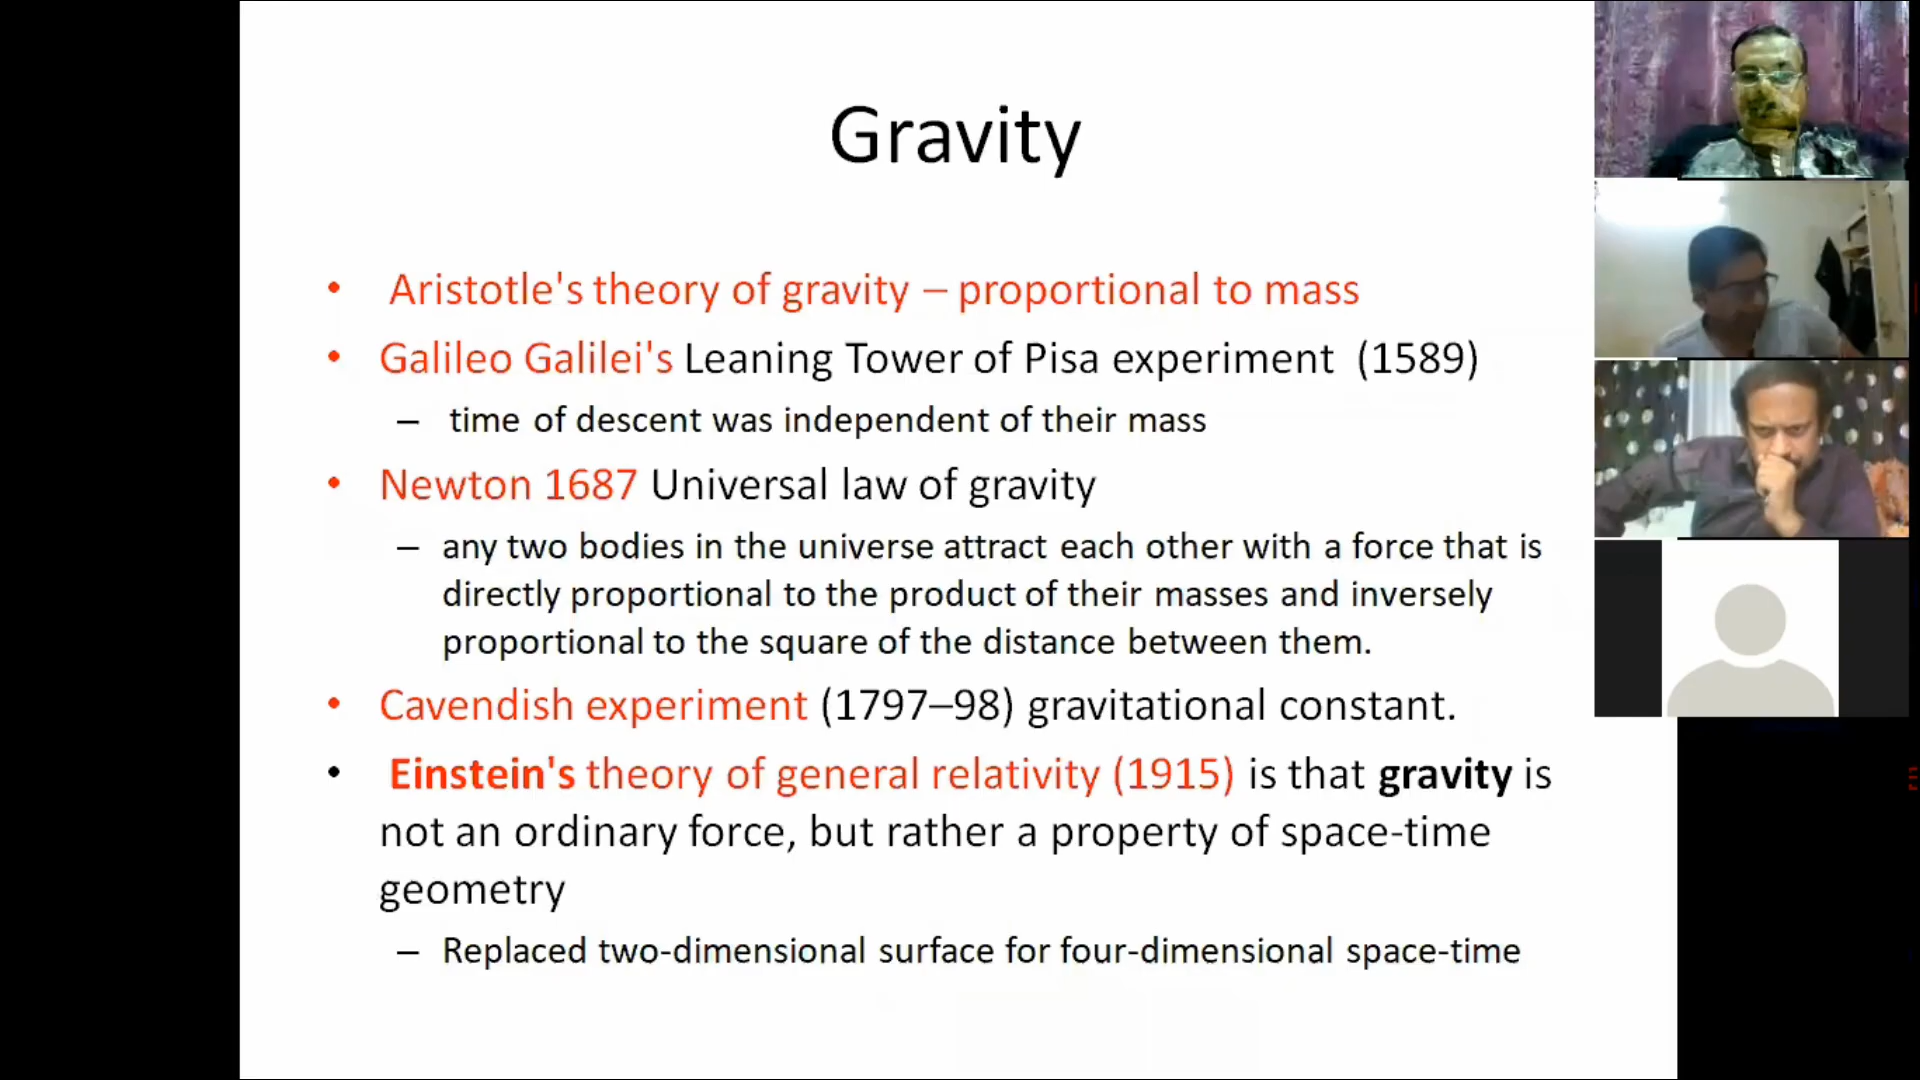 Gravity
• Aristotle's theory of gravity – proportional to mass
• Galileo Galilei's Leaning Tower of Pisa experiment (1589)
– time of descent was independent of their mass
• Newton 1687 Universal law of gravity
– any two bodies in the universe attract each other with a force that is
directly proportional to the product of their masses and inversely
proportional to the square of the distance between them.
• Cavendish experiment (1797–98) gravitational constant.
• Einstein's theory of general relativity (1915) is that gravity is
not an ordinary force, but rather a property of space-time
geometry
– Replaced two-dimensional surface for four-dimensional space-time